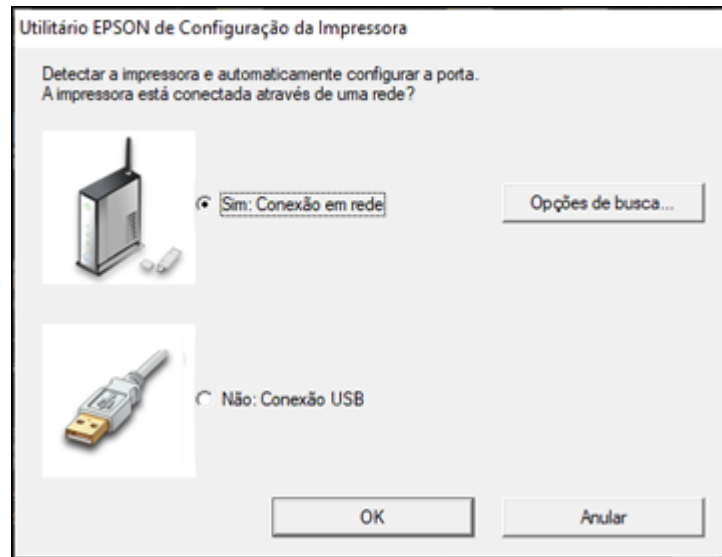 Utilitário EPSON de Configuração da Impressora
Detectar a impressora e automaticamente configurar a porta.
A impressora está conectada através de uma rede?
Sim: Conexão em rede
Opções de busca...
Não: Conexão USB
OK
Anular